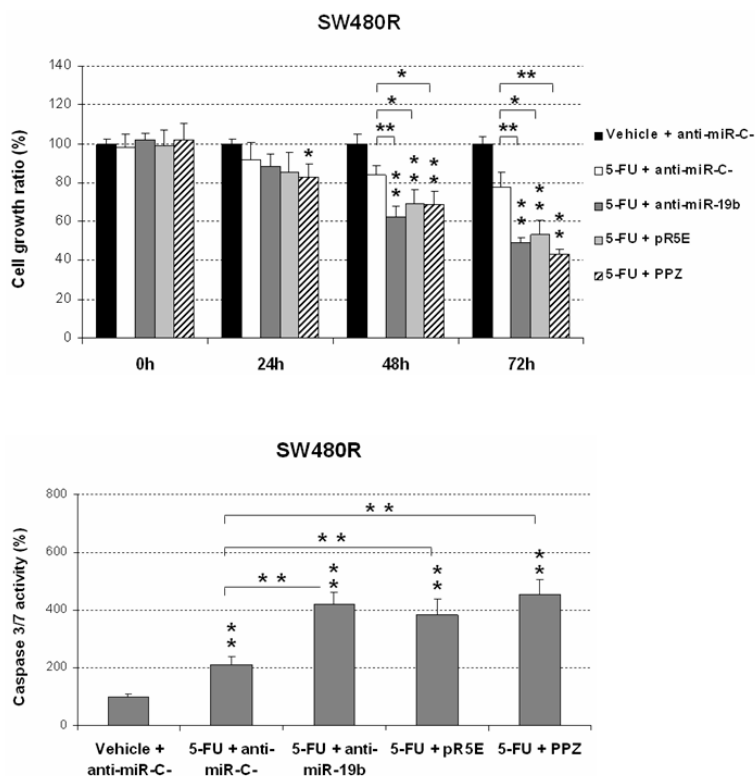 SW480R
Cell growth ratio (%)
140
120
100
80
60
40
20
0
0h
24h
48h
72h
*
**
*
*
**
**
**
**
*
**
**
**
**
Vehicle + anti-miR-C-
5-FU + anti-miR-C-
5-FU + anti-miR-19b
5-FU + pR5E
5-FU + PPZ
SW480R
Caspase 3/7 activity (%)
800
600
400
200
0
* *
* *
* *
**
**
**
**
Vehicle +
anti-miR-C-
5-FU + anti-
miR-C-
5-FU + anti-
miR-19b
5-FU + pR5E
5-FU + PPZ